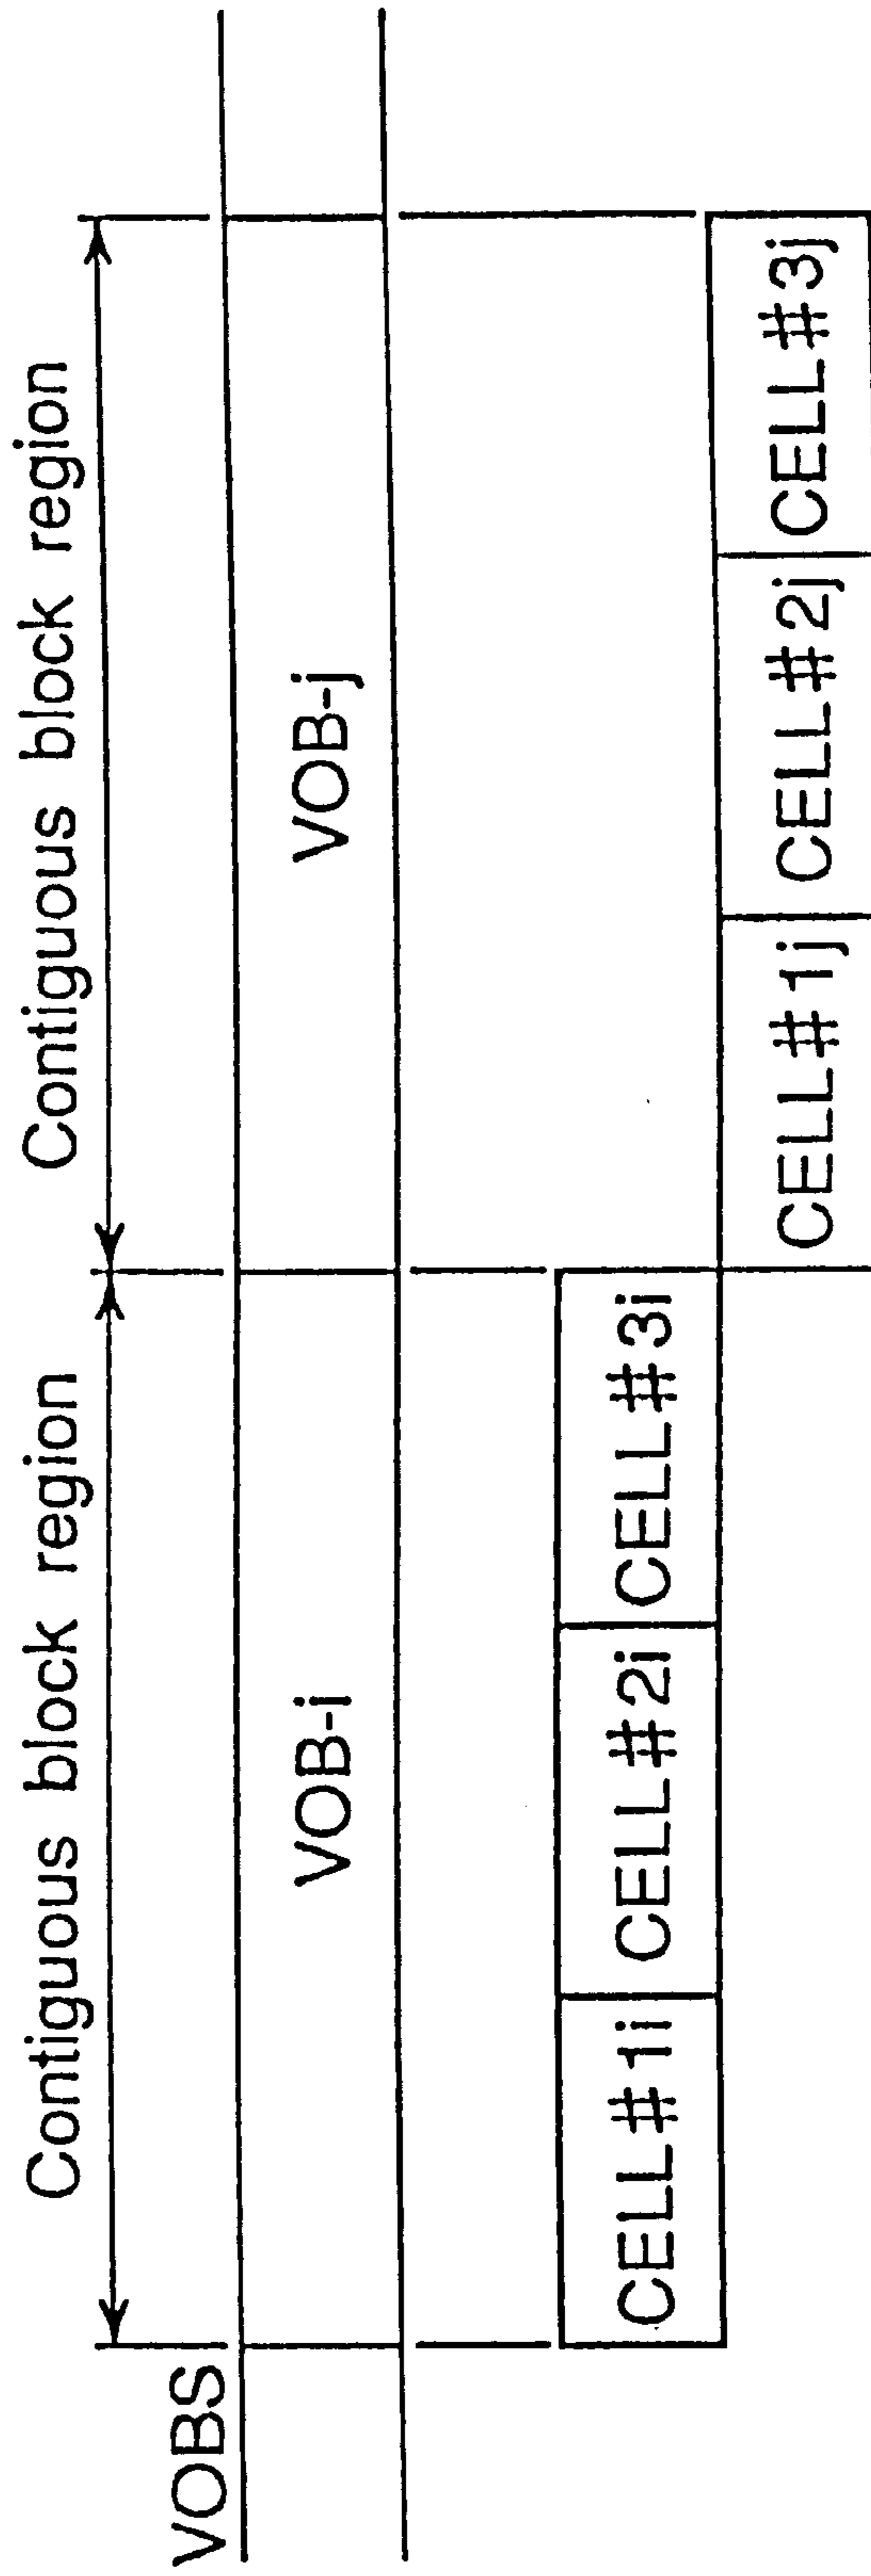 Contiguous block region
Contiguous block region
VOBS
VOB-i
VOB-j
CELL#1i
CELL#2i
CELL#3i
CELL#1j
CELL#2j
CELL#3j